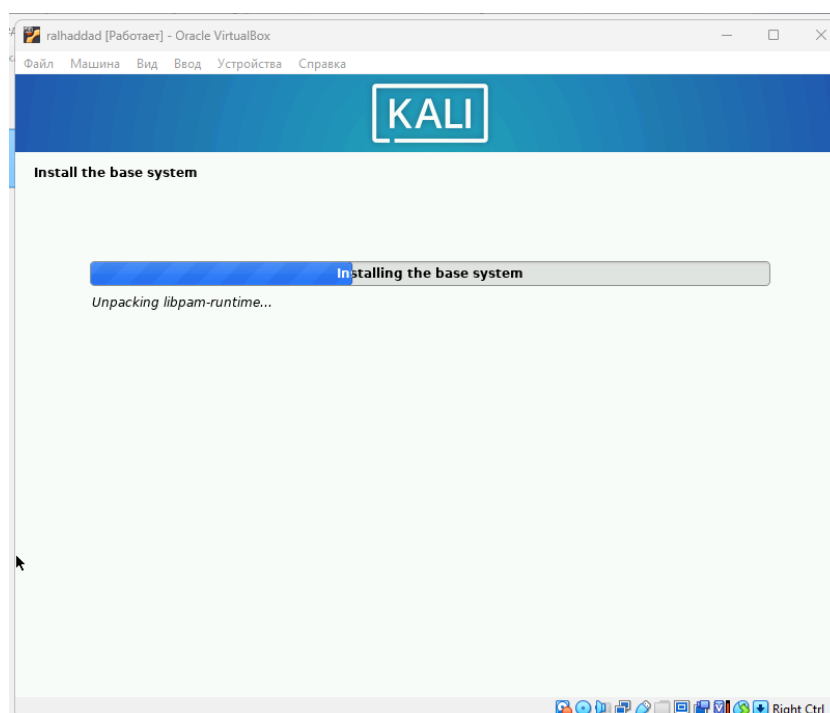 ralhaddad [Работает] - Oracle VirtualBox
Файл Машина Вид Ввод Устройства Справка
KALI
Install the base system
Installing the base system
Unpacking libpam-runtime...
Right Ctrl